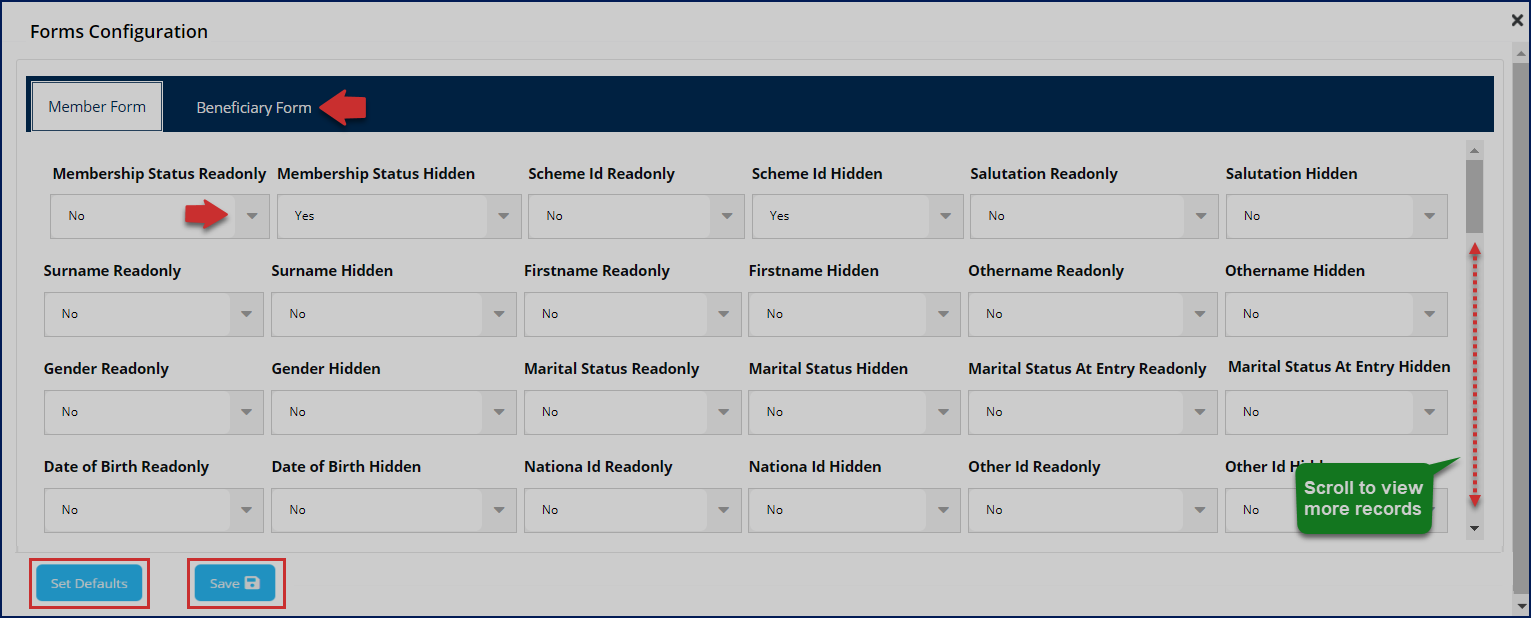 Forms Configuration
Member Form
Beneficiary Form
Membership Status Readonly Membership Status Hidden Scheme Id Readonly Scheme Id Hidden Salutation Readonly Salutation Hidden
No Yes No Yes No No
Surname Readonly Surname Hidden Firstname Readonly Firstname Hidden Othername Readonly Othername Hidden
No No No No No No
Gender Readonly Gender Hidden Marital Status Readonly Marital Status Hidden Marital Status At Entry Readonly Marital Status At Entry Hidden
No No No No No No
Date of Birth Readonly Date of Birth Hidden Nationa Id Readonly Nationa Id Hidden Other Id Readonly Other Id
No No No No No No
Scroll to view
more records
Set Defaults
Save